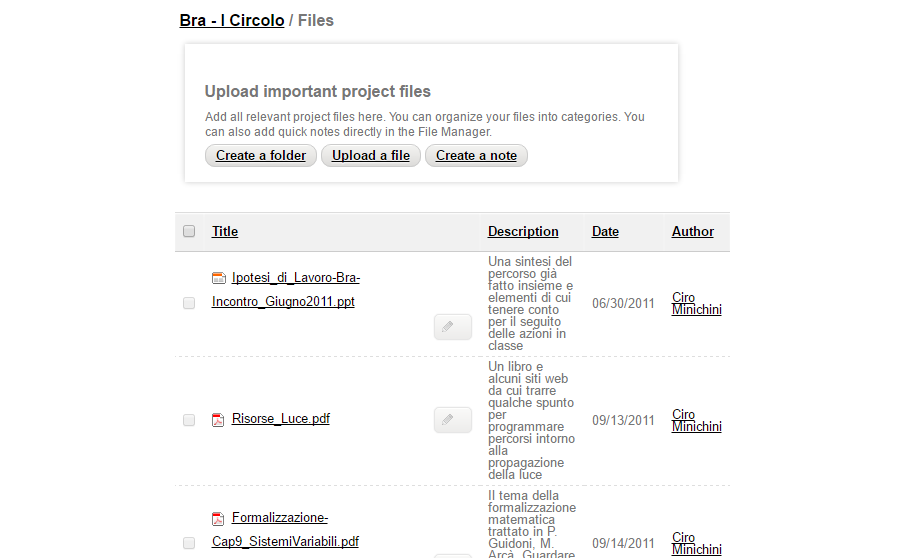 Bra - I Circolo / Files
Upload important project files
Add all relevant project files here. You can organize your files into categories. You
can also add quick notes directly in the File Manager.
Create a folder Upload a file Create a note
Title Description Date Author
Ipotesi_di_Lavoro-Bra-
Incontro_Giugno2011.ppt
Una sintesi del
percorso già
fatto insieme e
elementi di cui
tenere conto
per il seguito
delle azioni in
classe
06/30/2011
Ciro
Minichini
Risorse_Luce.pdf
Un libro e
alcuni siti web
da cui trarre
qualche spunto
per
programmare
percorsi intorno
alla
propagazione
della luce
09/13/2011
Ciro
Minichini
Formalizzazione-
Cap9_SistemiVariabili.pdf
Il tema della
formalizzazione
matematica
trattato in P.
Guidoni, M.
Arcà, Guardare
09/14/2011
Ciro
Minichini